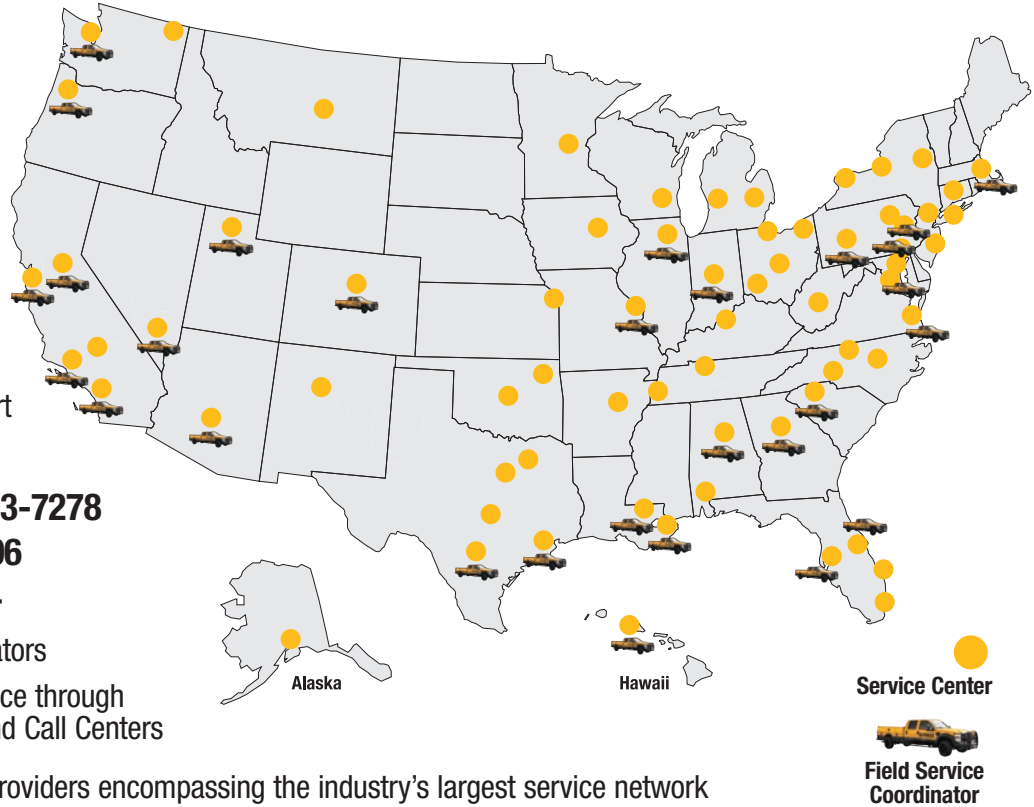 rt
3-7278
06
ators
ce through
nd Call Centers
roviders encompassing the industry's largest service network
Alaska
Hawaii
Service Center
Field Service
Coordinator